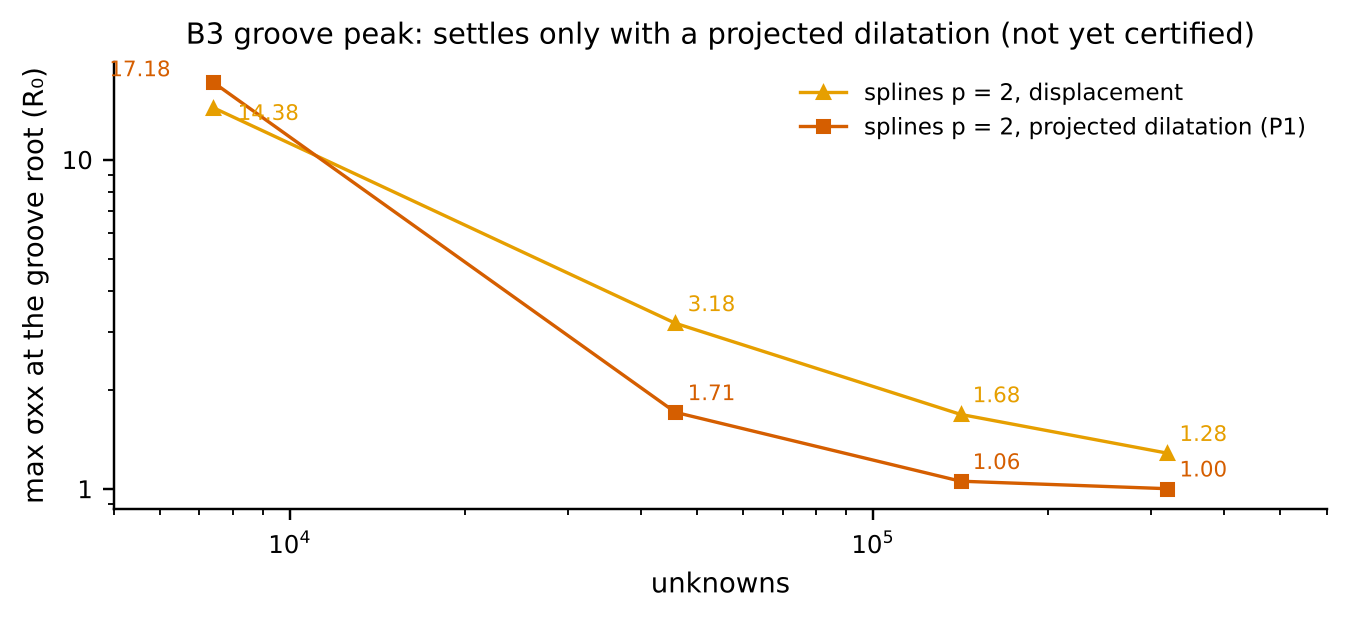 B3 groove peak: settles only with a projected dilatation (not yet certified)
max σxx at the groove root (R₀)
10
1
17.18
14.38
3.18
1.71
1.68
1.06
1.28
1.00
splines p = 2, displacement
splines p = 2, projected dilatation (P1)
10⁴
10⁵
unknowns